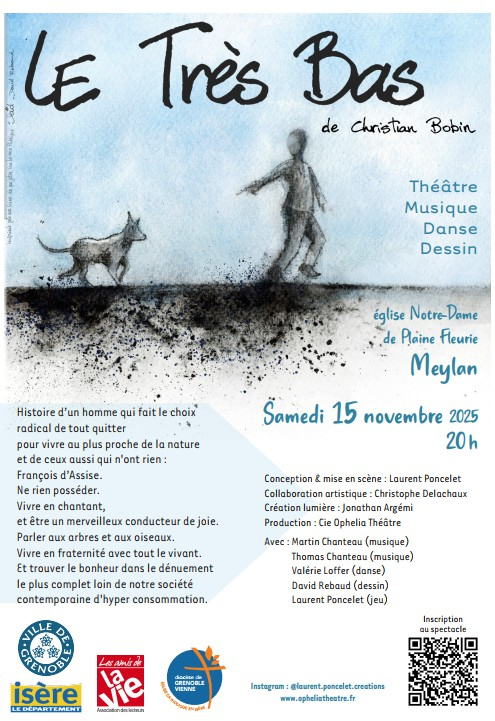 LE Très Bas
de Christian Bobin
Théâtre
Musique
Danse
Dessin
église Notre-Dame
de Plaine Fleurie
Meylan
Samedi 15 novembre 2025
20h
Histoire d'un homme qui fait le choix
radical de tout quitter
pour vivre au plus proche de la nature
et de ceux aussi qui n'ont rien :
François d'Assise.
Ne rien posséder.
Vivre en chantant,
et être un merveilleux conducteur de joie.
Parler aux arbres et aux oiseaux.
Vivre en fraternité avec tout le vivant.
Et trouver le bonheur dans le dénuement
le plus complet loin de notre société
contemporaine d'hyper consommation.
Conception & mise en scène : Laurent Poncelet
Collaboration artistique : Christophe Delachaux
Création lumière : Jonathan Argémi
Production : Cie Ophelia Théâtre
Avec : Martin Chanteau (musique)
Thomas Chanteau (musique)
Valérie Loffer (danse)
David Rebaud (dessin)
Laurent Poncelet (jeu)
Inscription
au spectacle
VILLE DE GRENOBLE
isère
LE DÉPARTEMENT
Les amis de
la vie
Association des lecteurs
diocèse de
GRENOBLE
VIENNE
Instagram : @laurent.poncelet.creations
www.opheliatheatre.fr